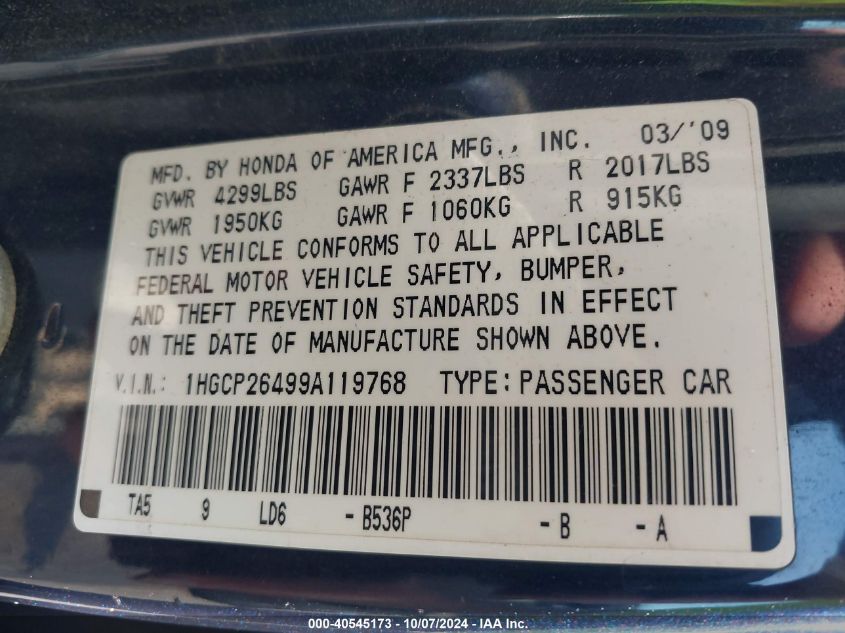 MFD. BY HONDA OF AMERICA MFG., INC. 03/'09
GVWR 4299LBS GAWR F 2337LBS R 2017LBS
GVWR 1950KG GAWR F 1060KG R 915KG
THIS VEHICLE CONFORMS TO ALL APPLICABLE
FEDERAL MOTOR VEHICLE SAFETY, BUMPER,
AND THEFT PREVENTION STANDARDS IN EFFECT
ON THE DATE OF MANUFACTURE SHOWN ABOVE.
V.I.N.: 1HGCP26499A119768 TYPE: PASSENGER CAR
TA5 9 LD6 - B536P - B - A
000-40545173 - 10/07/2024 - IAA Inc.